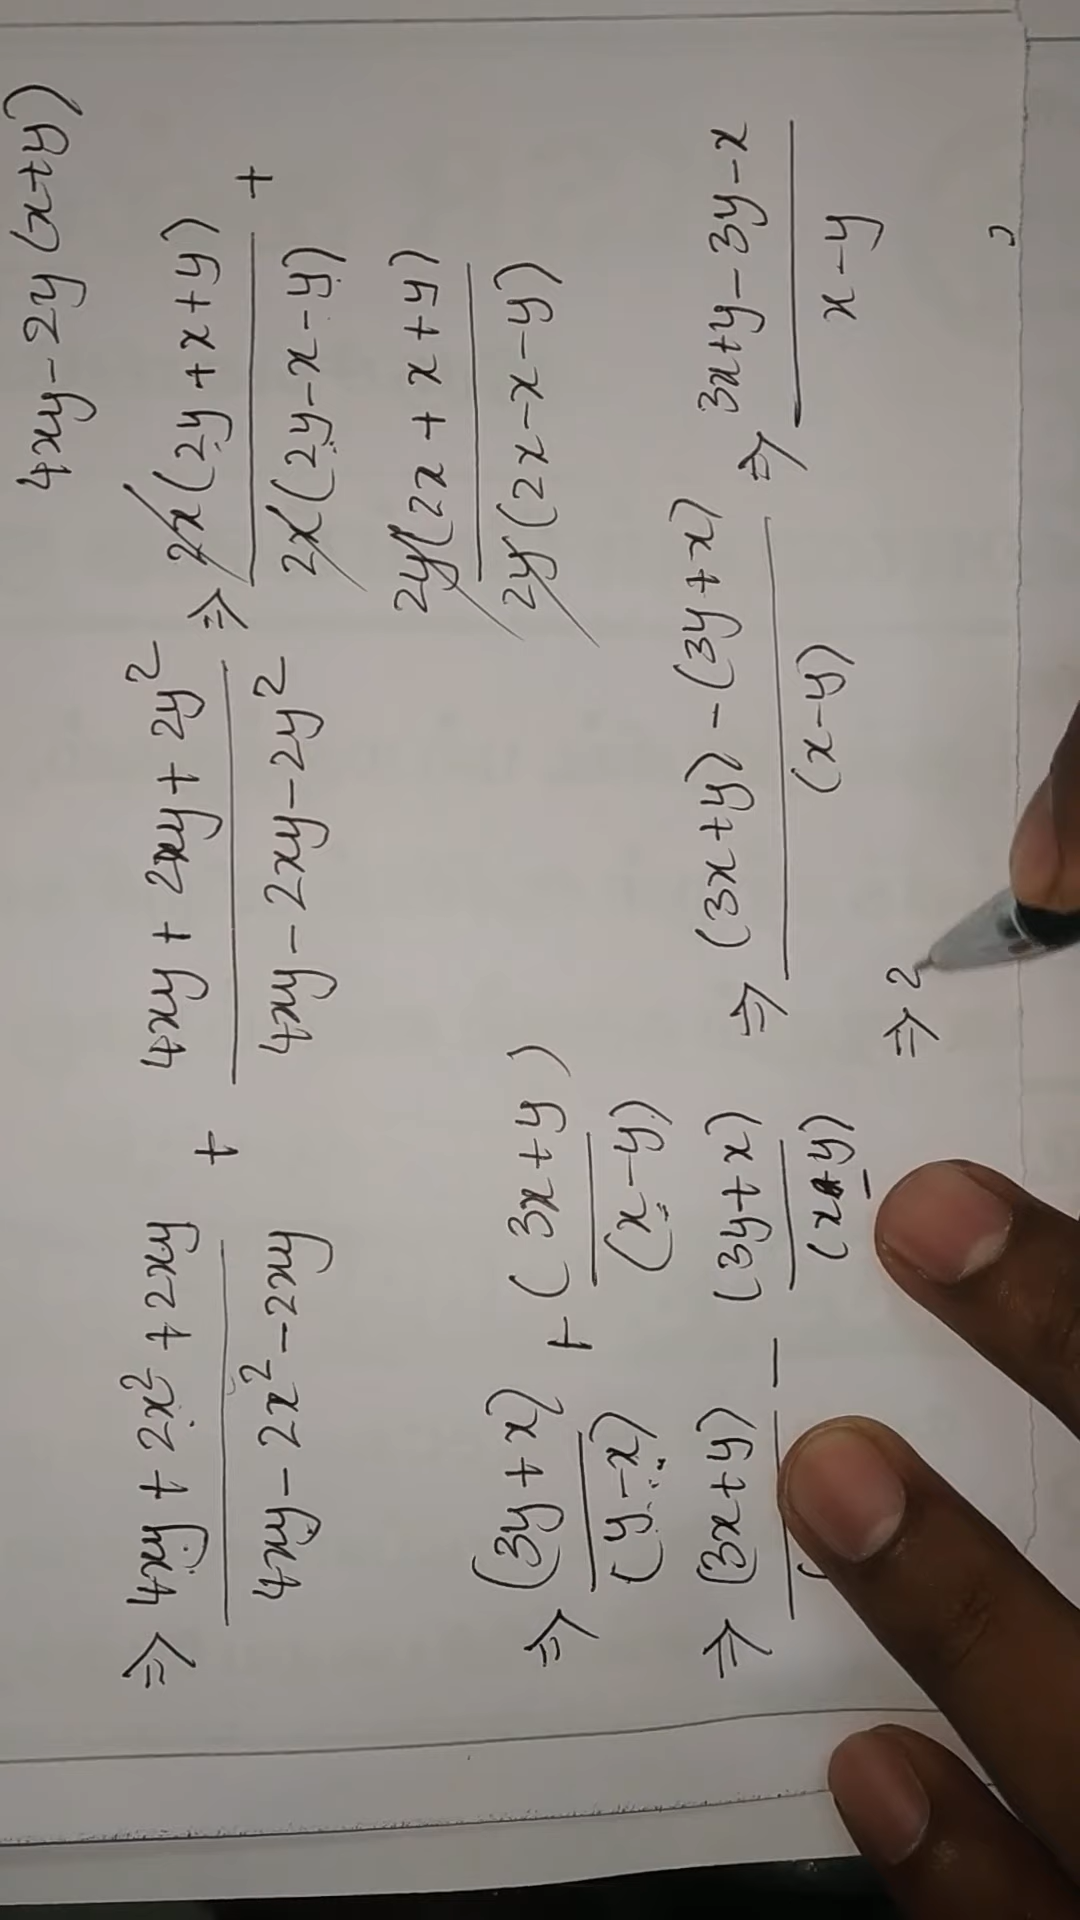 4xy-2y(x+y)
⇒ 4xy + 2x² + 2xy / 4xy - 2x² - 2xy + 4xy + 2xy + 2y² / 4xy - 2xy - 2y² ⇒ 2x(2y + x + y) / 2x(2y - x - y) +
2y(2x + x + y) / 2y(2x - x - y)
⇒ (3y + x) / (y - x) + (3x + y) / (x - y)
⇒ (3x + y) / ( - (3y + x) / (x-y) ⇒ (3x + y) - (3y + x) / (x - y) ⇒ 3x + y - 3y - x / x - y
⇒ 2